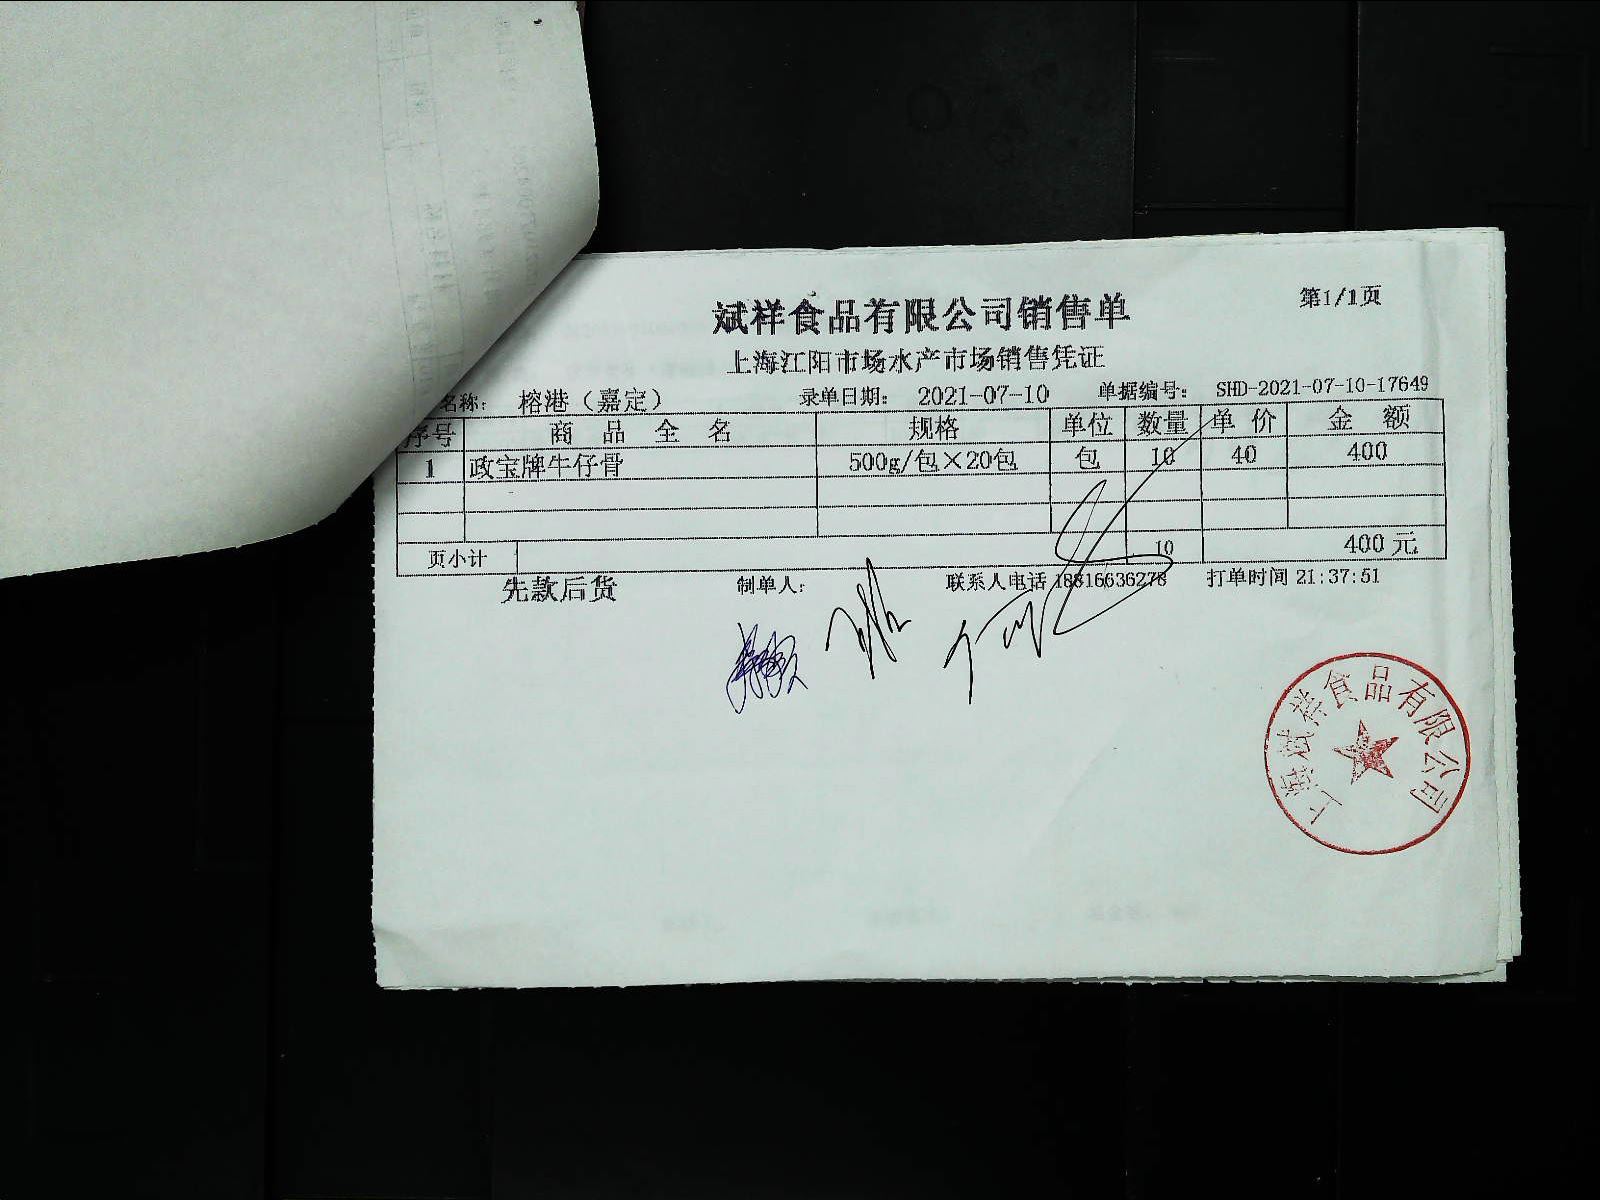 斌祥食品有限公司销售单
第1/1页
上海江阳市场水产市场销售凭证
名称: 榕港（嘉定） 录单日期: 2021-07-10 单据编号: SHD-2021-07-10-17649
序号 商品全名 规格 单位 数量 单价 金额
1 政宝牌牛仔骨 500g/包×20包 包 10 40 400
页小计 10 400元
先款后货 制单人: 联系人电话 18816636278 打单时间 21:37:51
上海斌祥食品有限公司